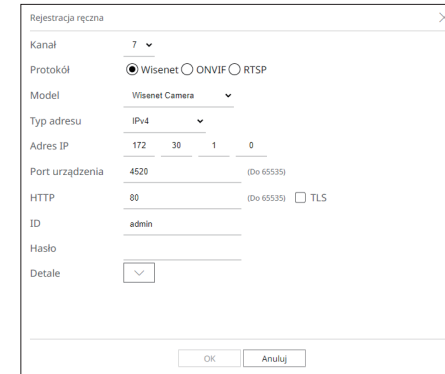 Rejestracja ręczna
Kanał 7
Protokół Wisenet ONVIF RTSP
Model Wisenet Camera
Typ adresu IPv4
Adres IP 172 30 1 0
Port urządzenia 4520 (Do 65535)
HTTP 80 (Do 65535) TLS
ID admin
Hasło
Detale
OK Anuluj